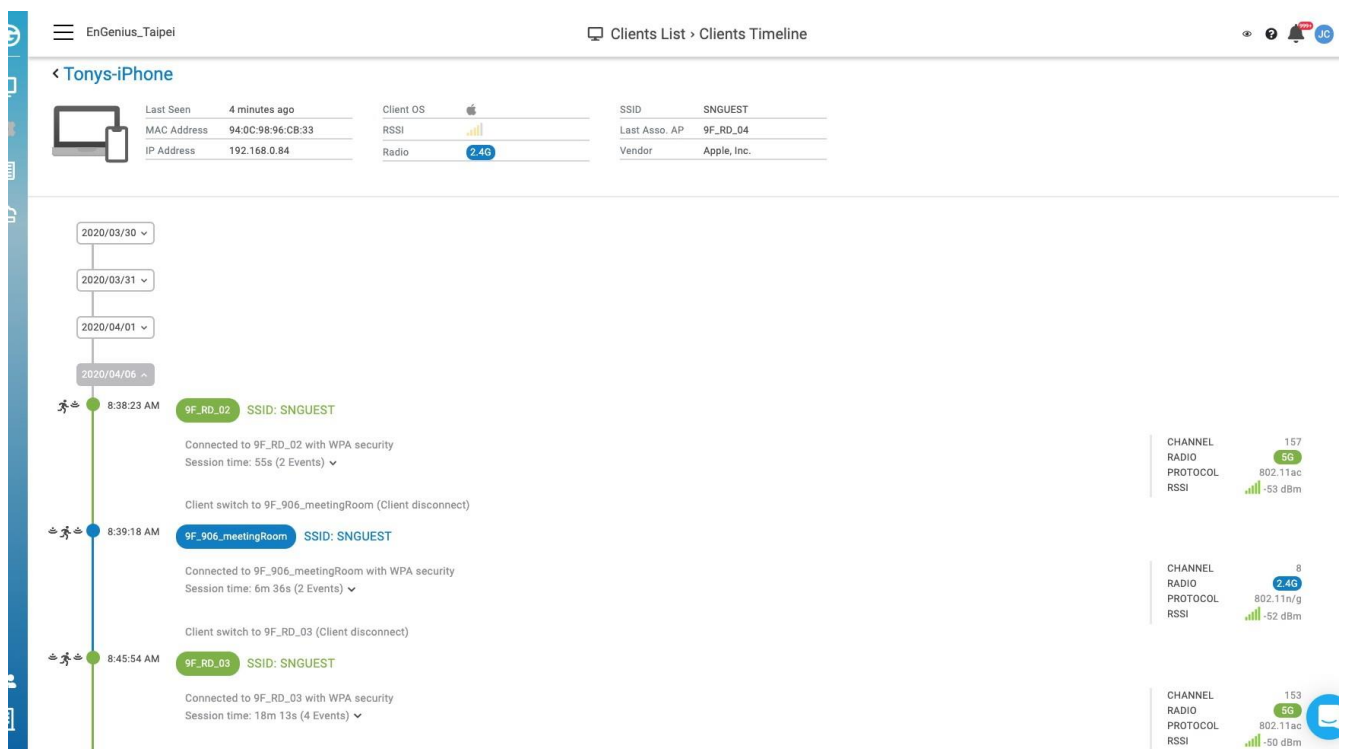 EnGenius_Taipei
Clients List › Clients Timeline
999+
JC
‹ Tonys-iPhone
Last Seen 4 minutes ago
MAC Address 94:0C:98:96:CB:33
IP Address 192.168.0.84
Client OS
RSSI
Radio 2.4G
SSID SNGUEST
Last Asso. AP 9F_RD_04
Vendor Apple, Inc.
2020/03/30
2020/03/31
2020/04/01
2020/04/06
8:38:23 AM 9F_RD_02 SSID: SNGUEST
Connected to 9F_RD_02 with WPA security
Session time: 55s (2 Events)
CHANNEL 157
RADIO 5G
PROTOCOL 802.11ac
RSSI -53 dBm
Client switch to 9F_906_meetingRoom (Client disconnect)
8:39:18 AM 9F_906_meetingRoom SSID: SNGUEST
Connected to 9F_906_meetingRoom with WPA security
Session time: 6m 36s (2 Events)
CHANNEL 8
RADIO 2.4G
PROTOCOL 802.11n/g
RSSI -52 dBm
Client switch to 9F_RD_03 (Client disconnect)
8:45:54 AM 9F_RD_03 SSID: SNGUEST
Connected to 9F_RD_03 with WPA security
Session time: 18m 13s (4 Events)
CHANNEL 153
RADIO 5G
PROTOCOL 802.11ac
RSSI -50 dBm